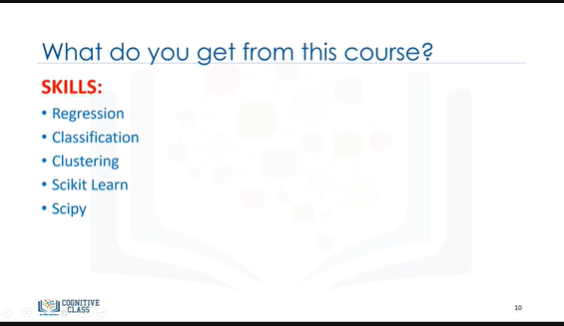 What do you get from this course?
SKILLS:
• Regression
• Classification
• Clustering
• Scikit Learn
• Scipy
COGNITIVE
CLASS
10